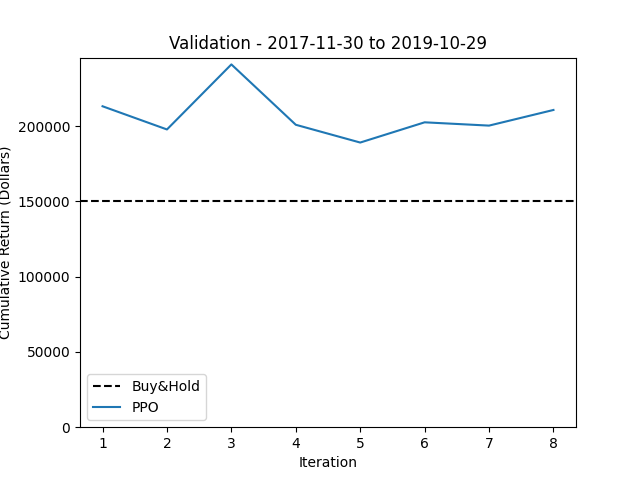 Validation - 2017-11-30 to 2019-10-29
Cumulative Return (Dollars)
200000
150000
100000
50000
0
Buy&Hold
PPO
1 2 3 4 5 6 7 8
Iteration